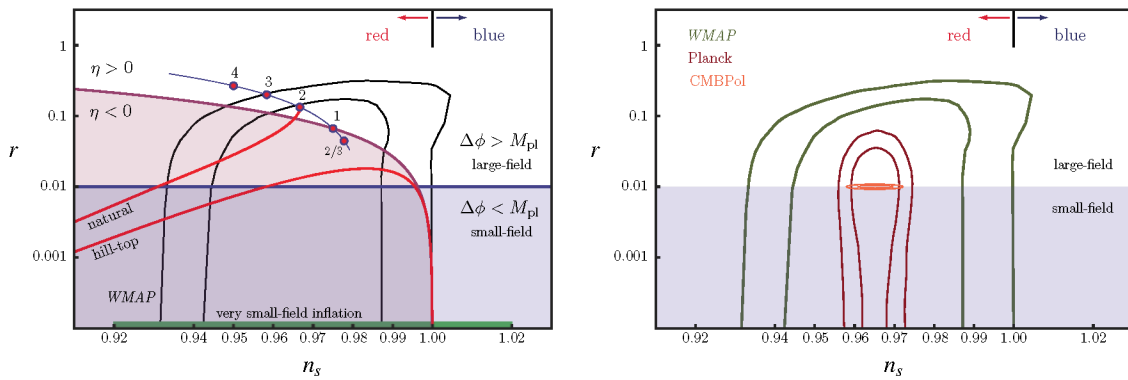 red
blue
1
η > 0
η < 0
4
3
2
1
2/3
0.1
r
Δφ > M_pl
large-field
0.01
Δφ < M_pl
small-field
natural
hill-top
0.001
WMAP
very small-field inflation
0.92 0.93 0.94 0.95 0.96 0.97 0.98 0.99 1.00 1.02
n_s
WMAP
Planck
CMBPol
red
blue
1
0.1
r
large-field
0.01
small-field
0.001
0.92 0.93 0.94 0.95 0.96 0.97 0.98 0.99 1.00 1.02
n_s